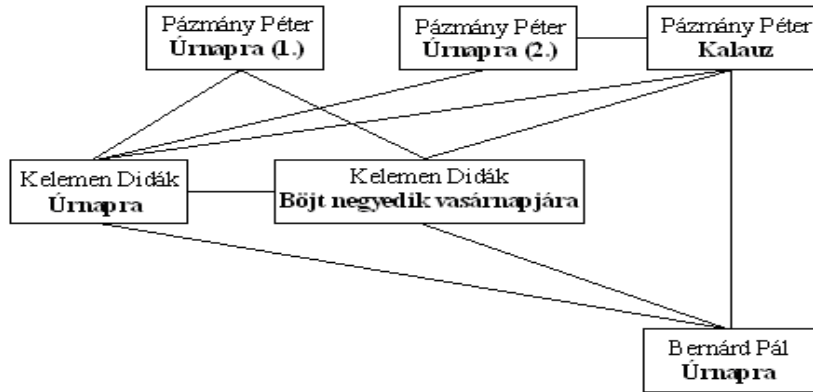 Pázmány Péter
Úrnapra (1.)
Pázmány Péter
Úrnapra (2.)
Pázmány Péter
Kalauz
Kelemen Didák
Úrnapra
Kelemen Didák
Böjt negyedik vasárnapjára
Bernárd Pál
Úrnapra